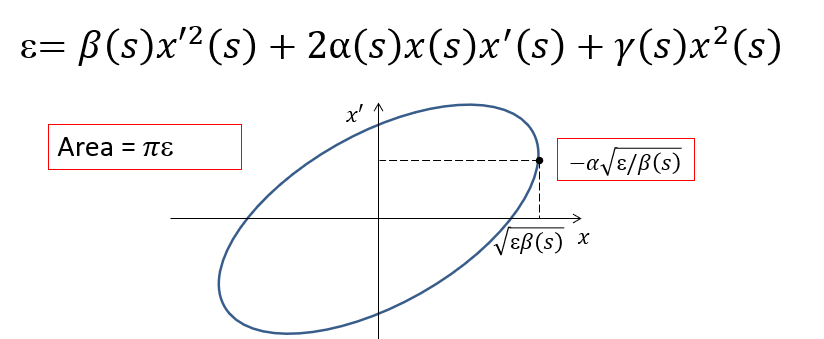 ε= β(s)x′²(s) + 2α(s)x(s)x′(s) + γ(s)x²(s)
x′
Area = πε
−α√ε/β(s)
√εβ(s) x